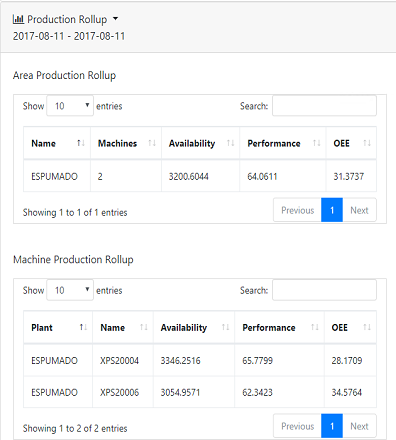 Production Rollup
2017-08-11 - 2017-08-11
Area Production Rollup
Show 10 entries Search:
Name Machines Availability Performance OEE
ESPUMADO 2 3200.6044 64.0611 31.3737
Showing 1 to 1 of 1 entries Previous 1 Next
Machine Production Rollup
Show 10 entries Search:
Plant Name Availability Performance OEE
ESPUMADO XPS20004 3346.2516 65.7799 28.1709
ESPUMADO XPS20006 3054.9571 62.3423 34.5764
Showing 1 to 2 of 2 entries Previous 1 Next